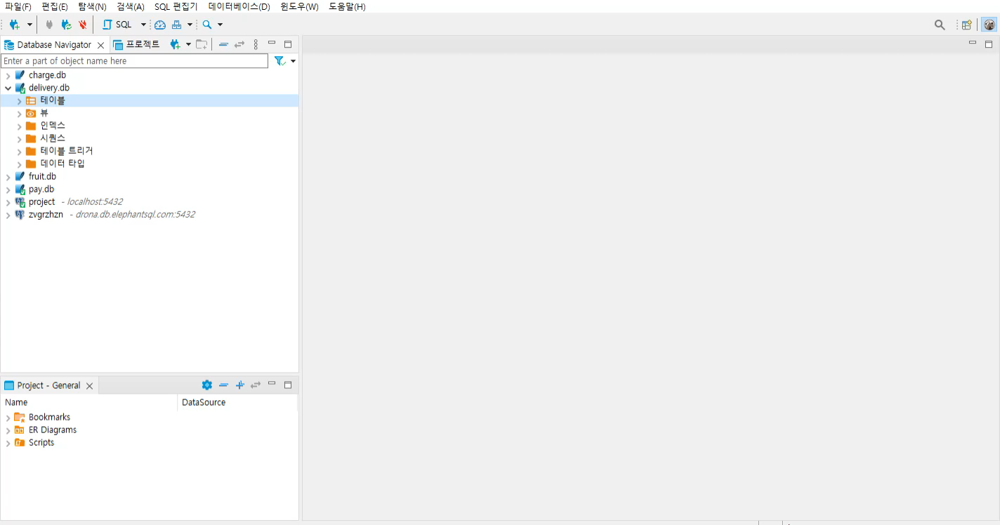 파일(F) 편집(E) 탐색(N) 검색(A) SQL 편집기 데이터베이스(D) 윈도우(W) 도움말(H)
SQL
Database Navigator 프로젝트
Enter a part of object name here
charge.db
delivery.db
테이블
뷰
인덱스
시퀀스
테이블 트리거
데이터 타입
fruit.db
pay.db
project - localhost:5432
zvgrzhzn - drona.db.elephantsql.com:5432
Project - General
Name DataSource
Bookmarks
ER Diagrams
Scripts